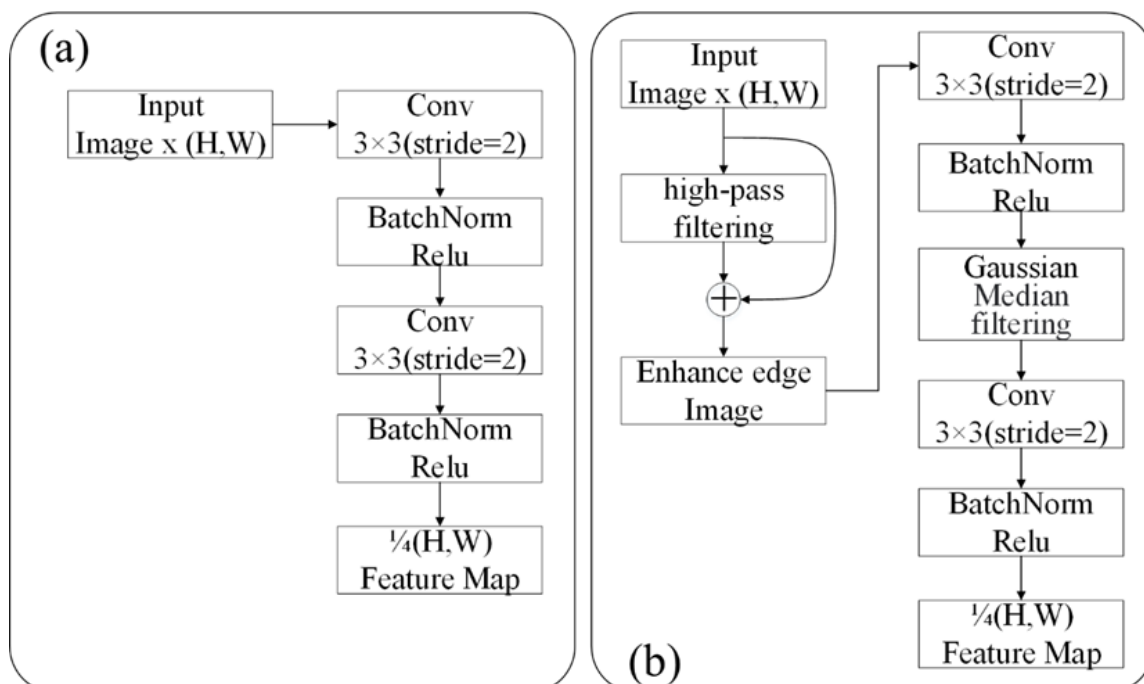 (a)
Input
Image x (H,W)
Conv
3×3(stride=2)
BatchNorm
Relu
Conv
3×3(stride=2)
BatchNorm
Relu
¼(H,W)
Feature Map
(b)
Input
Image x (H,W)
high-pass
filtering
+
Enhance edge
Image
Conv
3×3(stride=2)
BatchNorm
Relu
Gaussian
Median
filtering
Conv
3×3(stride=2)
BatchNorm
Relu
¼(H,W)
Feature Map